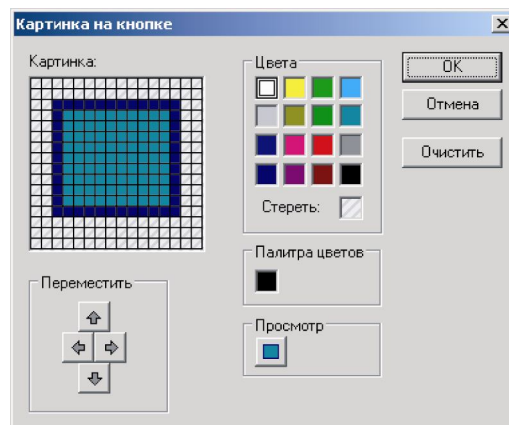 Картинка на кнопке
Картинка:
Цвета
Стереть:
Палитра цветов
Просмотр
Переместить
OK
Отмена
Очистить